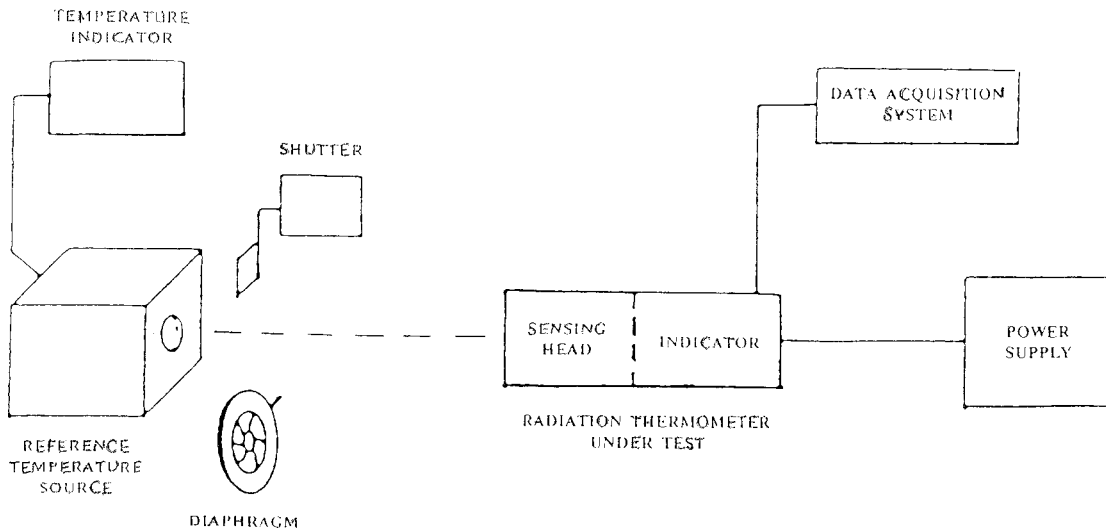 TEMPERATURE
INDICATOR
DATA ACQUISITION
SYSTEM
SHUTTER
SENSING
HEAD
INDICATOR
POWER
SUPPLY
RADIATION THERMOMETER
UNDER TEST
REFERENCE
TEMPERATURE
SOURCE
DIAPHRAGM